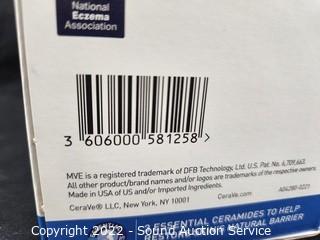 National
Eczema
Association
3 606000 581258 >
MVE is a registered trademark of DFB Technology, Ltd. U.S. Pat. No. 6,709,663.
All other product/brand names and/or logos are trademarks of the respective owners.
Made in USA of US and/or Imported Ingredients.
CeraVe® LLC, New York, NY 10001
CeraVe.com
ESSENTIAL CERAMIDES TO HELP
NATURAL BARRIER
Copyright 2022 - Sound Auction Service